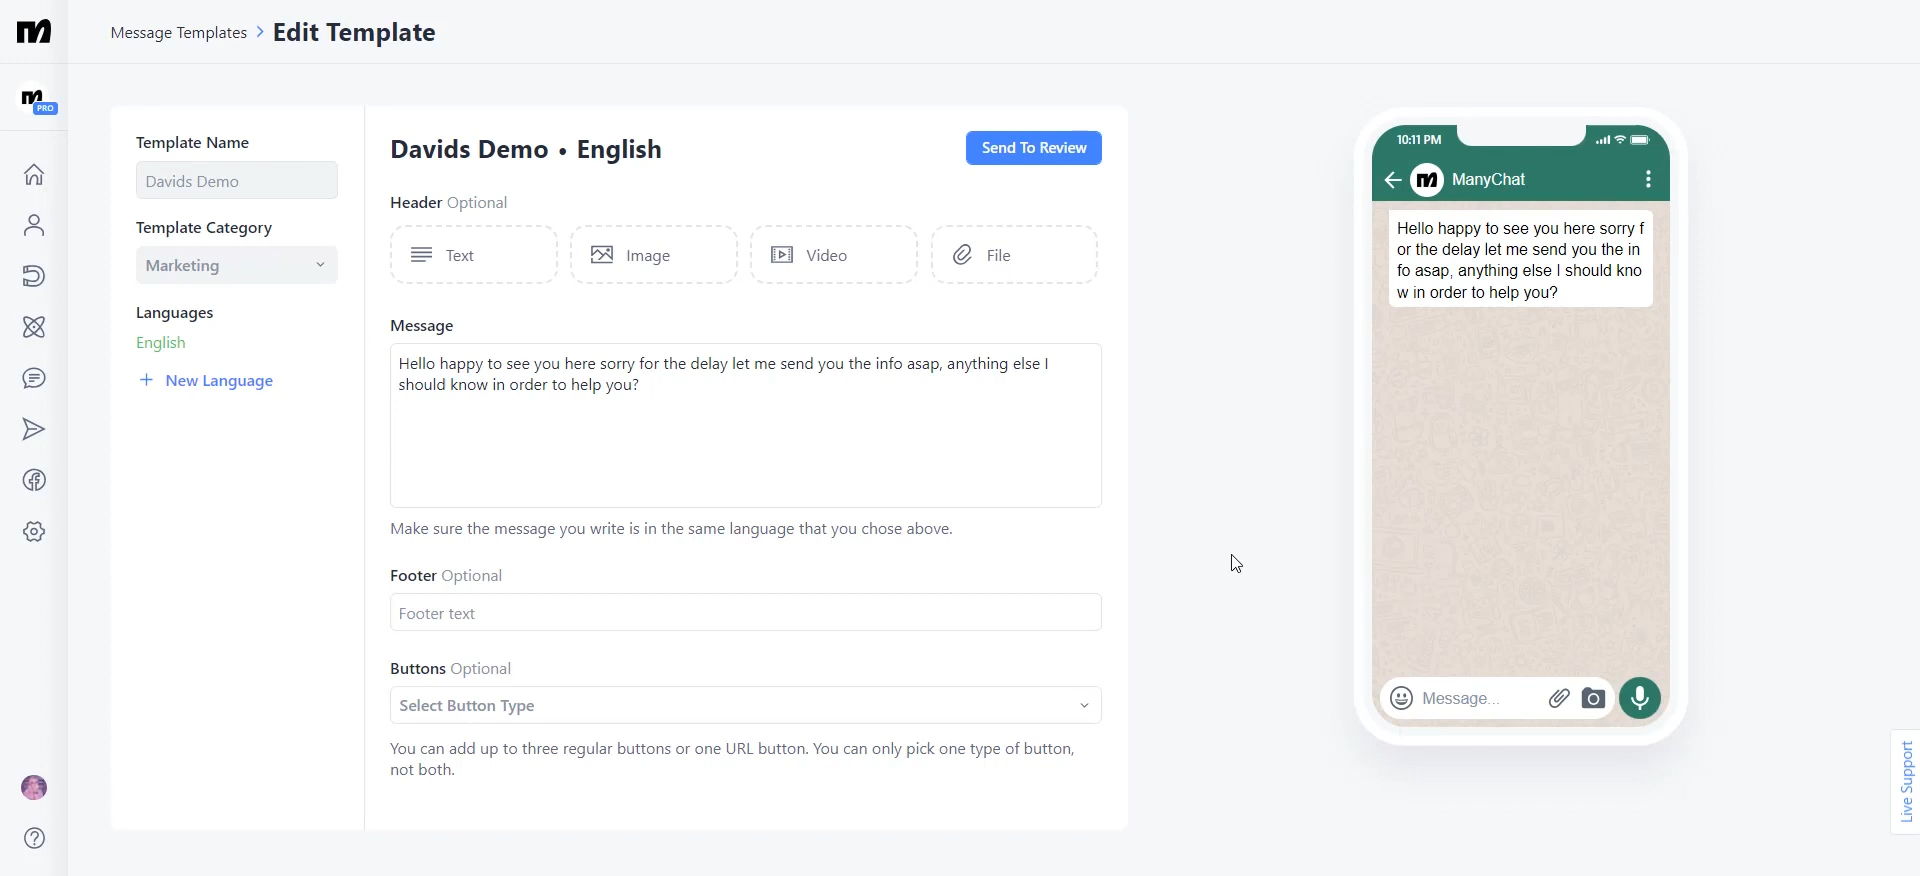 Message Templates > Edit Template
PRO
Template Name
Davids Demo
Template Category
Marketing
Languages
English
+ New Language
Davids Demo • English
Send To Review
Header Optional
Text
Image
Video
File
Message
Hello happy to see you here sorry for the delay let me send you the info asap, anything else I
should know in order to help you?
Make sure the message you write is in the same language that you chose above.
Footer Optional
Footer text
Buttons Optional
Select Button Type
You can add up to three regular buttons or one URL button. You can only pick one type of button,
not both.
10:11 PM
ManyChat
Hello happy to see you here sorry f
or the delay let me send you the in
fo asap, anything else I should kno
w in order to help you?
Message...
Live Support